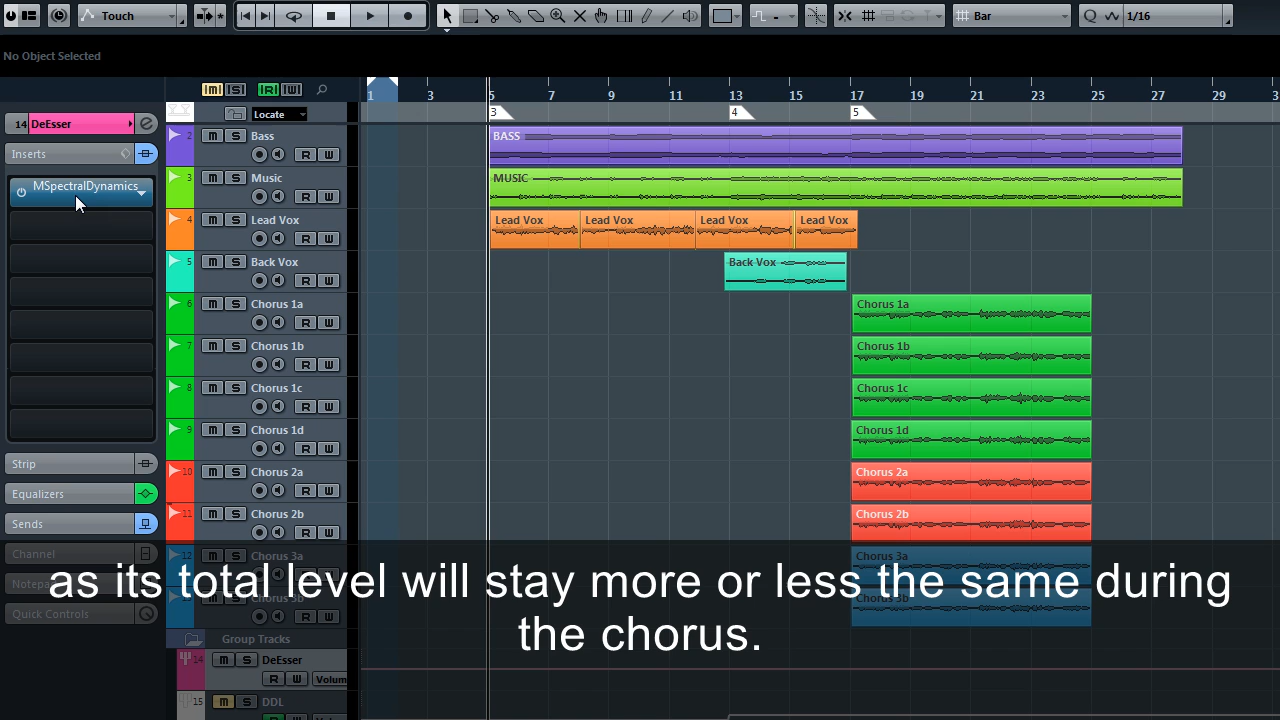 Touch
Bar
Q 1/16
No Object Selected
M S R W
1 3 5 7 9 11 13 15 17 19 21 23 25 27 29 3
Locate
3 4 5
14 DeEsser
Inserts
MSpectralDynamics
Strip
Equalizers
Sends
Channel
Quick Controls
2 M S Bass
R W
BASS
3 M S Music
R W
MUSIC
4 M S Lead Vox
R W
Lead Vox Lead Vox Lead Vox Lead Vox
5 M S Back Vox
R W
Back Vox
6 M S Chorus 1a
R W
Chorus 1a
7 M S Chorus 1b
R W
Chorus 1b
8 M S Chorus 1c
R W
Chorus 1c
9 M S Chorus 1d
R W
Chorus 1d
10 M S Chorus 2a
R W
Chorus 2a
11 M S Chorus 2b
R W
Chorus 2b
12 M S Chorus 3a
Chorus 3a
R W
as its total level will stay more or less the same during
the chorus.
Group Tracks
14 M S DeEsser
R W Volum
15 M S DDL